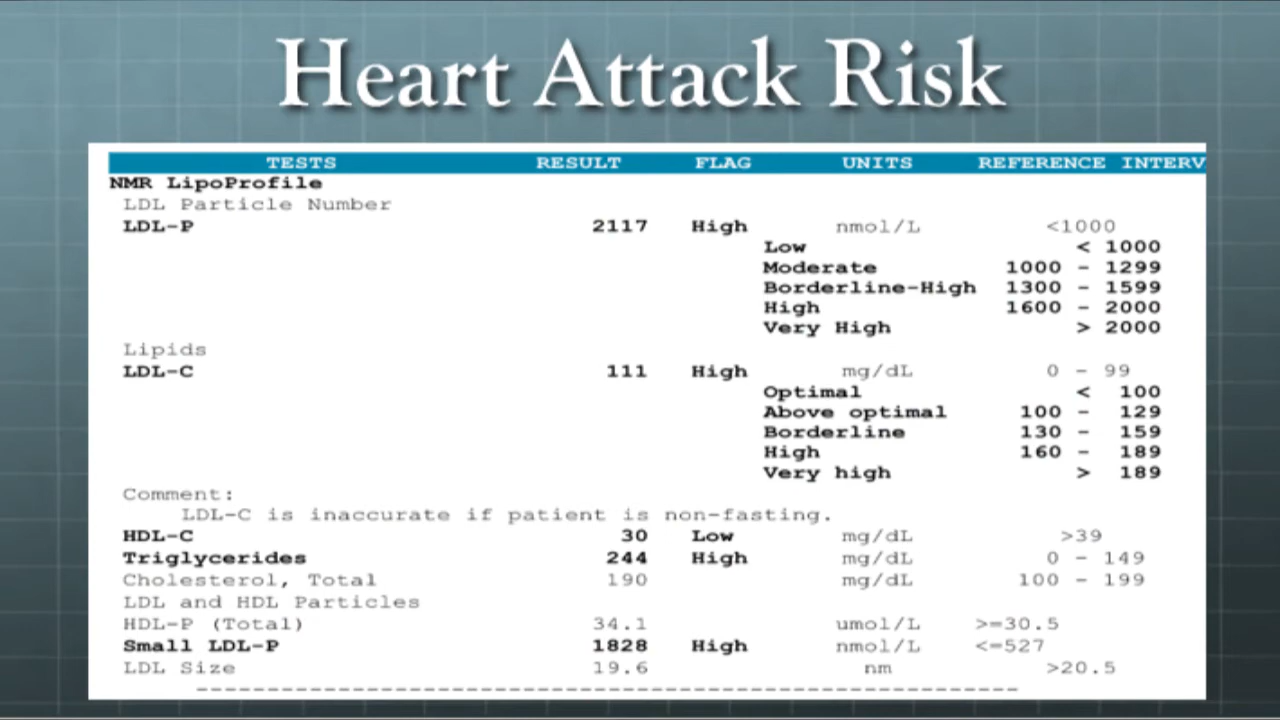 Heart Attack Risk
TESTS RESULT FLAG UNITS REFERENCE INTERV
NMR LipoProfile
LDL Particle Number
LDL-P 2117 High nmol/L <1000
Low < 1000
Moderate 1000 - 1299
Borderline-High 1300 - 1599
High 1600 - 2000
Very High > 2000
Lipids
LDL-C 111 High mg/dL 0 - 99
Optimal < 100
Above optimal 100 - 129
Borderline 130 - 159
High 160 - 189
Very high > 189
Comment:
LDL-C is inaccurate if patient is non-fasting.
HDL-C 30 Low mg/dL >39
Triglycerides 244 High mg/dL 0 - 149
Cholesterol, Total 190 mg/dL 100 - 199
LDL and HDL Particles
HDL-P (Total) 34.1 umol/L >=30.5
Small LDL-P 1828 High nmol/L <=527
LDL Size 19.6 nm >20.5